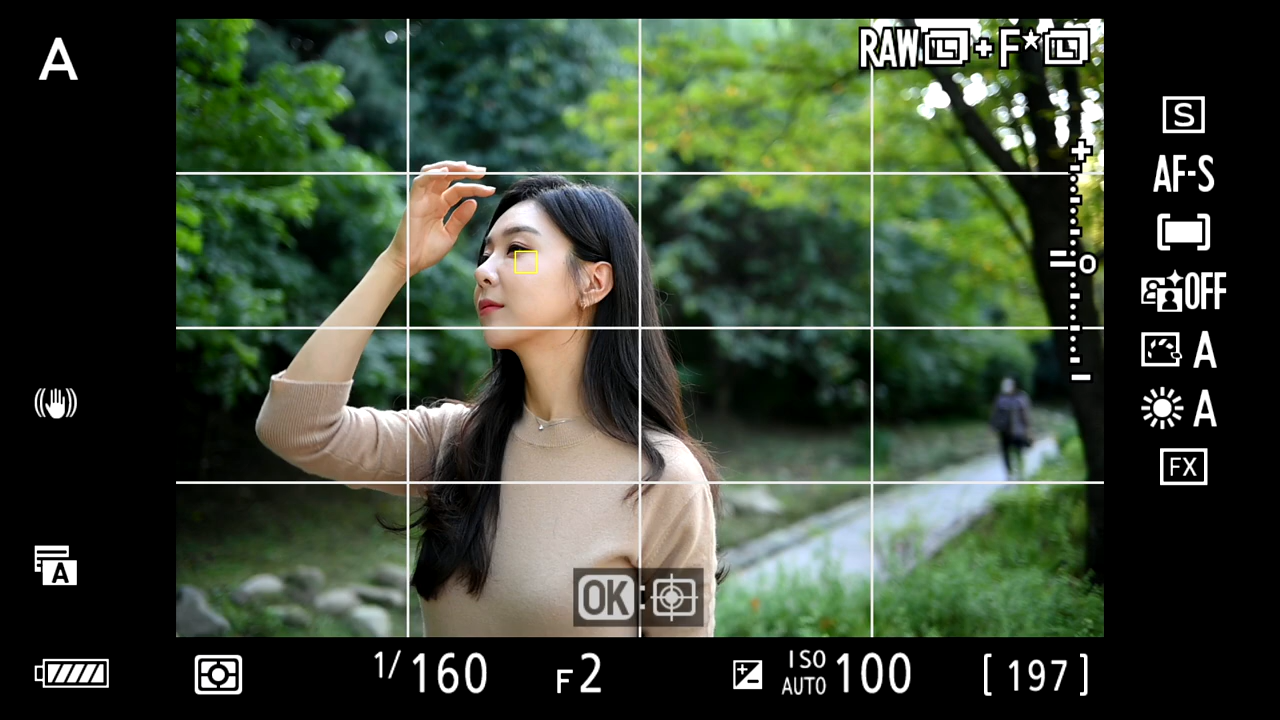 A
RAW L + F★ L
S
AF-S
OFF
A
A
FX
+
−
A
OK :
1/160 F2 ISO AUTO 100 [197]